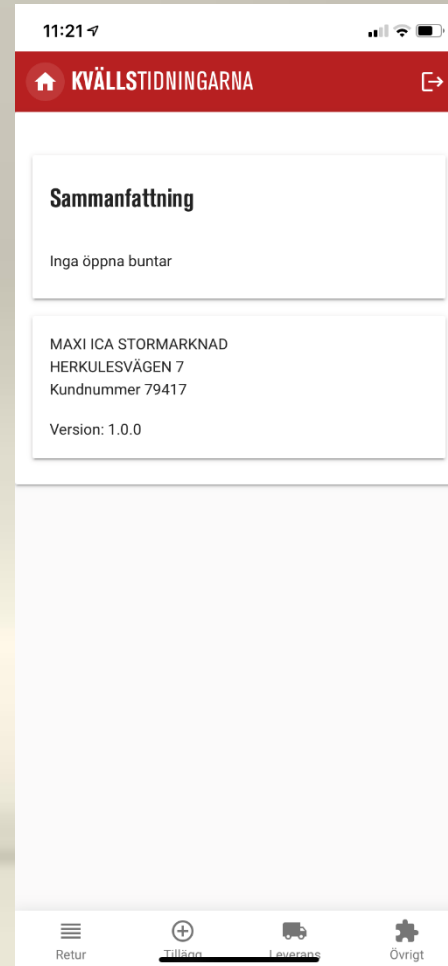 11:21
KVÄLLSTIDNINGARNA
Sammanfattning
Inga öppna buntar
MAXI ICA STORMARKNAD
HERKULESVÄGEN 7
Kundnummer 79417
Version: 1.0.0
Retur
Tillägg
Leverans
Övrigt